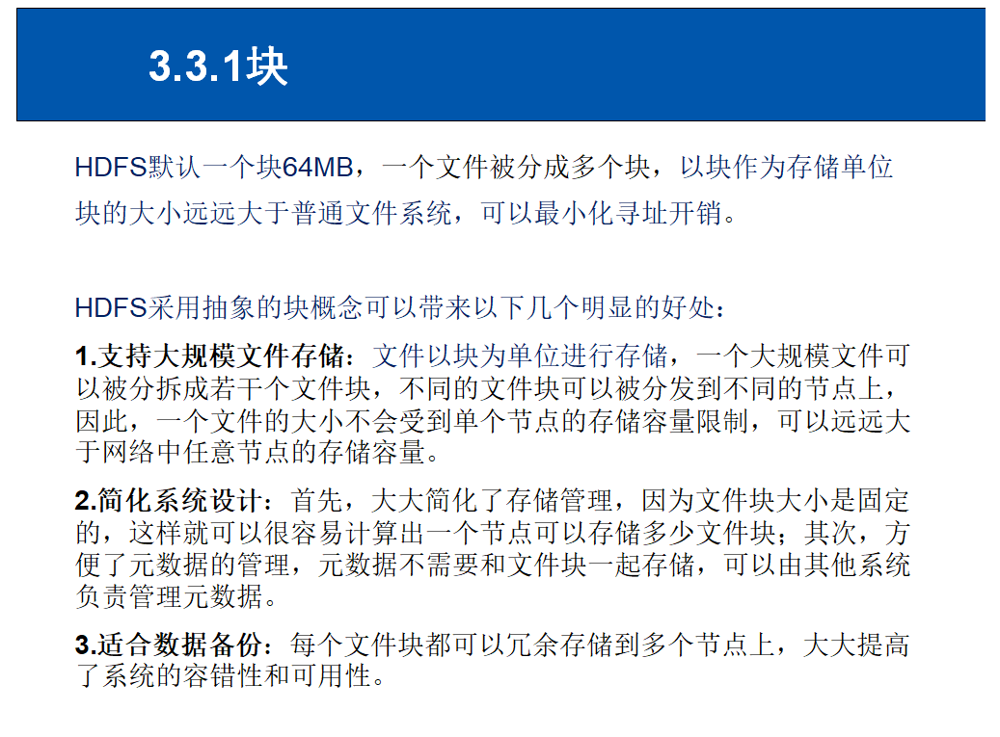 3.3.1块
HDFS默认一个块64MB，一个文件被分成多个块，以块作为存储单位
块的大小远远大于普通文件系统，可以最小化寻址开销。
HDFS采用抽象的块概念可以带来以下几个明显的好处：
1.支持大规模文件存储：文件以块为单位进行存储，一个大规模文件可
以被分拆成若干个文件块，不同的文件块可以被分发到不同的节点上，
因此，一个文件的大小不会受到单个节点的存储容量限制，可以远远大
于网络中任意节点的存储容量。
2.简化系统设计：首先，大大简化了存储管理，因为文件块大小是固定
的，这样就可以很容易计算出一个节点可以存储多少文件块；其次，方
便了元数据的管理，元数据不需要和文件块一起存储，可以由其他系统
负责管理元数据。
3.适合数据备份：每个文件块都可以冗余存储到多个节点上，大大提高
了系统的容错性和可用性。